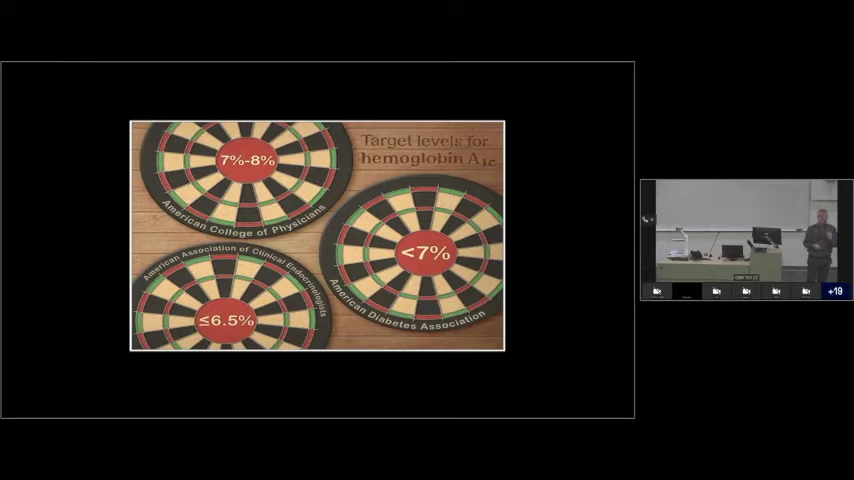 Target levels for
hemoglobin A1c
7%-8%
American College of Physicians
<7%
American Diabetes Association
American Association of Clinical Endocrinologists
≤6.5%
+19